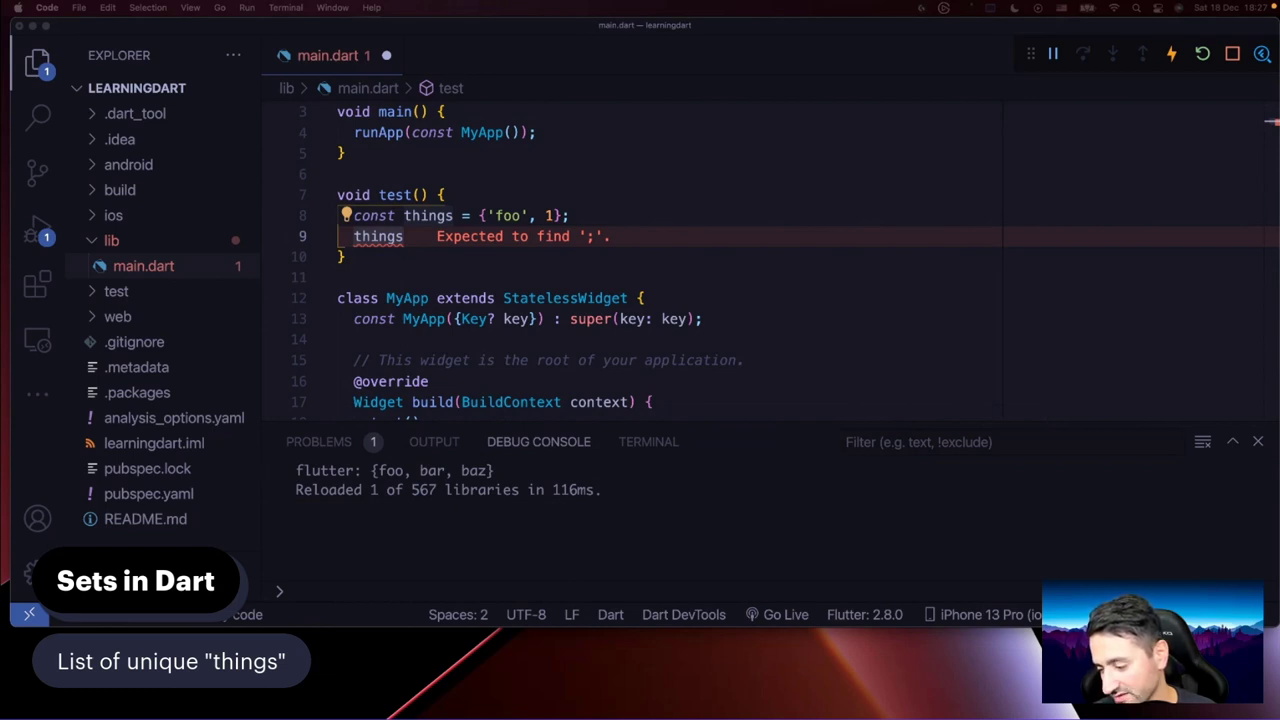 Code File Edit Selection View Go Run Terminal Window Help Sat 18 Dec 18:27
main.dart — learningdart
EXPLORER
main.dart 1
LEARNINGDART
lib main.dart test
.dart_tool
.idea
android
build
ios
lib
main.dart 1
test
web
.gitignore
.metadata
.packages
analysis_options.yaml
learningdart.iml
pubspec.lock
pubspec.yaml
README.md
1
1
3 void main() {
4 runApp(const MyApp());
5 }
6
7 void test() {
8 const things = {'foo', 1};
9 things Expected to find ';'.
10 }
11
12 class MyApp extends StatelessWidget {
13 const MyApp({Key? key}) : super(key: key);
14
15 // This widget is the root of your application.
16 @override
17 Widget build(BuildContext context) {
PROBLEMS 1 OUTPUT DEBUG CONSOLE TERMINAL Filter (e.g. text, !exclude)
flutter: {foo, bar, baz}
Reloaded 1 of 567 libraries in 116ms.
>
Sets in Dart
code Spaces: 2 UTF-8 LF Dart Dart DevTools Go Live Flutter: 2.8.0 iPhone 13 Pro (io
List of unique "things"